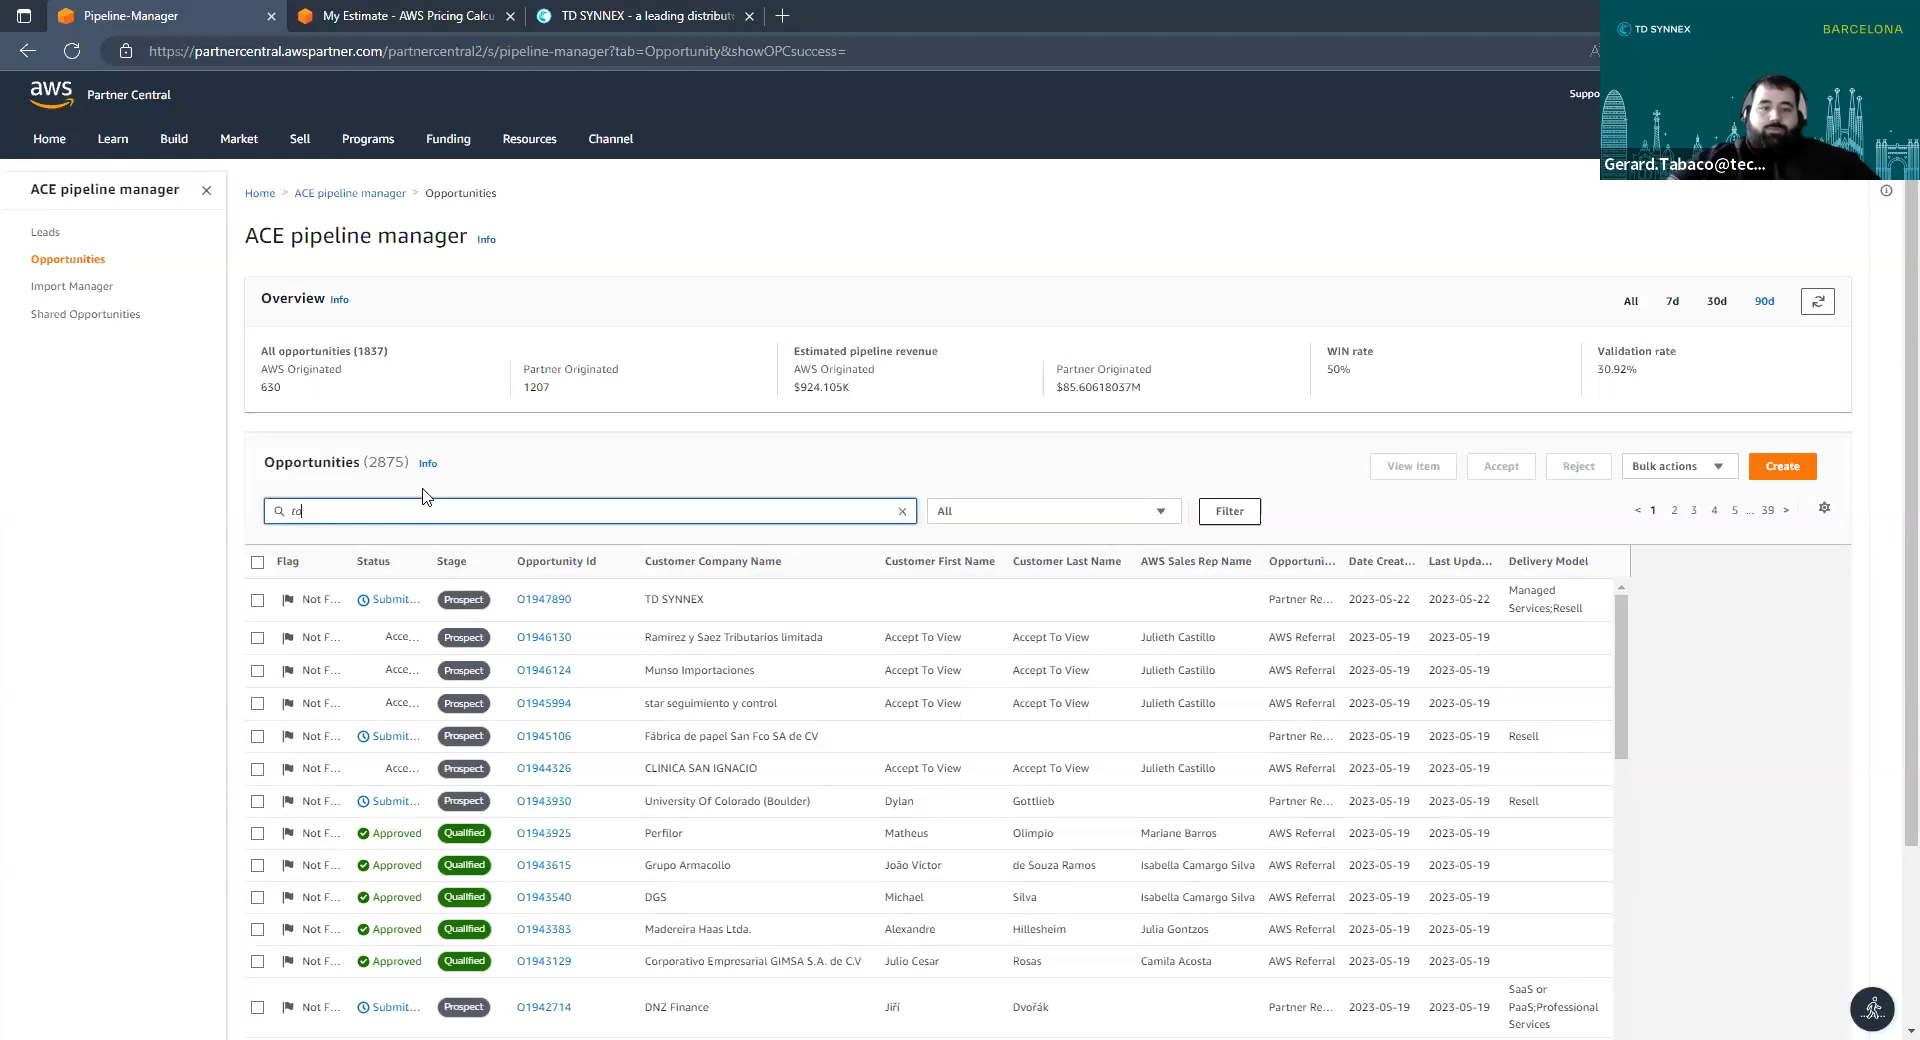 Pipeline-Manager
My Estimate - AWS Pricing Calcu
TD SYNNEX - a leading distribut
https://partnercentral.awspartner.com/partnercentral2/s/pipeline-manager?tab=Opportunity&showOPCsuccess=
TD SYNNEX
BARCELONA
Gerard.Tabaco@tec...
aws
Partner Central
Suppo
Home Learn Build Market Sell Programs Funding Resources Channel
ACE pipeline manager
Leads
Opportunities
Import Manager
Shared Opportunities
Home > ACE pipeline manager > Opportunities
ACE pipeline manager Info
Overview Info
All 7d 30d 90d
All opportunities (1837)
AWS Originated
630
Partner Originated
1207
Estimated pipeline revenue
AWS Originated
$924.105K
Partner Originated
$85.60618037M
WIN rate
50%
Validation rate
30.92%
Opportunities (2875) Info
View Item Accept Reject Bulk actions Create
to
All
Filter
< 1 2 3 4 5 ... 39 >
Flag Status Stage Opportunity Id Customer Company Name Customer First Name Customer Last Name AWS Sales Rep Name Opportuni... Date Creat... Last Upda... Delivery Model
Not F... Submit... Prospect O1947890 TD SYNNEX Partner Re... 2023-05-22 2023-05-22 Managed Services;Resell
Not F... Acce... Prospect O1946130 Ramirez y Saez Tributarios limitada Accept To View Accept To View Julieth Castillo AWS Referral 2023-05-19 2023-05-19
Not F... Acce... Prospect O1946124 Munso Importaciones Accept To View Accept To View Julieth Castillo AWS Referral 2023-05-19 2023-05-19
Not F... Acce... Prospect O1945994 star seguimiento y control Accept To View Accept To View Julieth Castillo AWS Referral 2023-05-19 2023-05-19
Not F... Submit... Prospect O1945106 Fábrica de papel San Fco SA de CV Partner Re... 2023-05-19 2023-05-19 Resell
Not F... Acce... Prospect O1944326 CLINICA SAN IGNACIO Accept To View Accept To View Julieth Castillo AWS Referral 2023-05-19 2023-05-19
Not F... Submit... Prospect O1943930 University Of Colorado (Boulder) Dylan Gottlieb Partner Re... 2023-05-19 2023-05-19 Resell
Not F... Approved Qualified O1943925 Perfilor Matheus Olimpio Mariane Barros AWS Referral 2023-05-19 2023-05-19
Not F... Approved Qualified O1943615 Grupo Armacollo João Victor de Souza Ramos Isabella Camargo Silva AWS Referral 2023-05-19 2023-05-19
Not F... Approved Qualified O1943540 DGS Michael Silva Isabella Camargo Silva AWS Referral 2023-05-19 2023-05-19
Not F... Approved Qualified O1943383 Madereira Haas Ltda. Alexandre Hillesheim Julia Gontzos AWS Referral 2023-05-19 2023-05-19
Not F... Approved Qualified O1943129 Corporativo Empresarial GIMSA S.A. de C.V Julio Cesar Rosas Camila Acosta AWS Referral 2023-05-19 2023-05-19
Not F... Submit... Prospect O1942714 DNZ Finance Jiří Dvořák Partner Re... 2023-05-19 2023-05-19 SaaS or PaaS;Professional Services